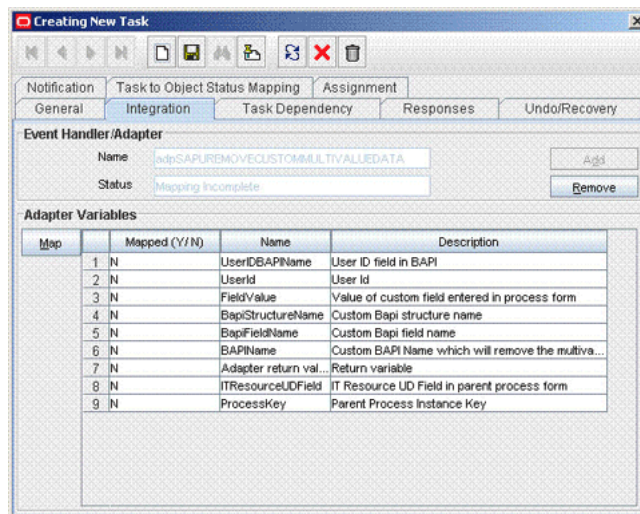 Creating New Task
Notification Task to Object Status Mapping Assignment
General Integration Task Dependency Responses Undo/Recovery
Event Handler/Adapter
Name adpSAPUREMOVECUSTOMMULTIVALUEDATA Add
Status Mapping Incomplete Remove
Adapter Variables
Map Mapped (Y/N) Name Description
1 N UserIDBAPIName User ID field in BAPI
2 N UserId User Id
3 N FieldValue Value of custom field entered in process form
4 N BapiStructureName Custom Bapi structure name
5 N BapiFieldName Custom Bapi field name
6 N BAPIName Custom BAPI Name which will remove the multiva...
7 N Adapter return val... Return variable
8 N ITResourceUDField IT Resource UD Field in parent process form
9 N ProcessKey Parent Process Instance Key